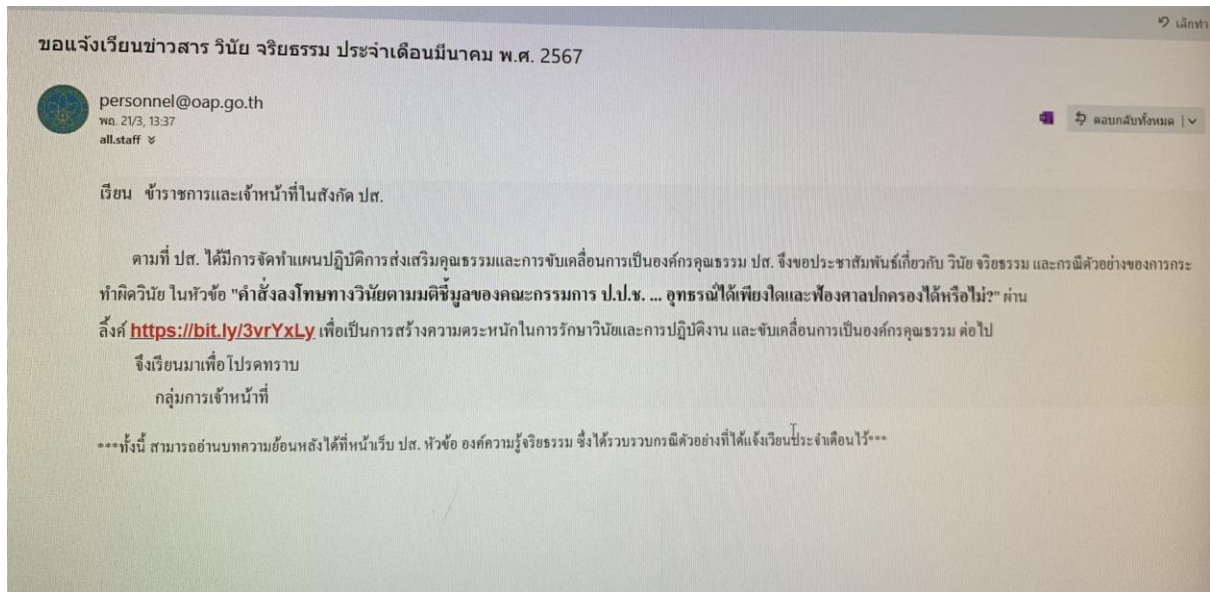 เลิกทำ
ขอแจ้งเวียนข่าวสาร วินัย จริยธรรม ประจำเดือนมีนาคม พ.ศ. 2567
personnel@oap.go.th
พฤ. 21/3, 13:37
ตอบกลับทั้งหมด
all.staff
เรียน ข้าราชการและเจ้าหน้าที่ในสังกัด ปส.
ตามที่ ปส. ได้มีการจัดทำแผนปฏิบัติการส่งเสริมคุณธรรมและการขับเคลื่อนการเป็นองค์กรคุณธรรม ปส. จึงขอประชาสัมพันธ์เกี่ยวกับ วินัย จริยธรรม และกรณีตัวอย่างของการกระ
ทำผิดวินัย ในหัวข้อ "คำสั่งลงโทษทางวินัยตามมติชี้มูลของคณะกรรมการ ป.ป.ช. ... อุทธรณ์ได้เพียงใดและฟ้องศาลปกครองได้หรือไม่?" ผ่าน
ลิ้งค์ https://bit.ly/3vrYxLy เพื่อเป็นการสร้างความตระหนักในการรักษาวินัยและการปฏิบัติงาน และขับเคลื่อนการเป็นองค์กรคุณธรรม ต่อไป
จึงเรียนมาเพื่อโปรดทราบ
กลุ่มการเจ้าหน้าที่
***ทั้งนี้ สามารถอ่านบทความย้อนหลังได้ที่หน้าเว็บ ปส. หัวข้อ องค์ความรู้จริยธรรม ซึ่งได้รวบรวบกรณีตัวอย่างที่ได้แจ้งเวียนประจำเดือนไว้***